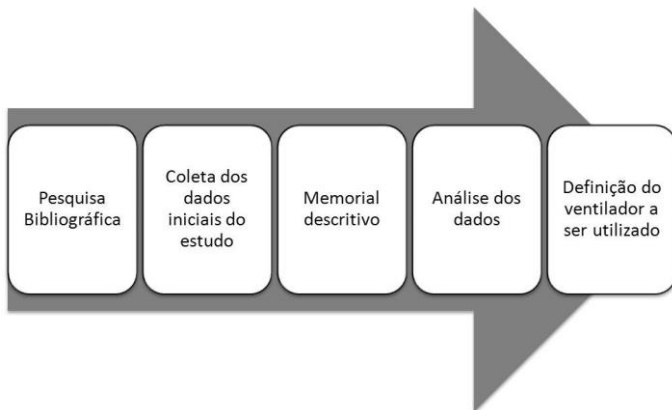 Pesquisa
Bibliográfica
Coleta dos
dados
iniciais do
estudo
Memorial
descritivo
Análise dos
dados
Definição do
ventilador a
ser utilizado